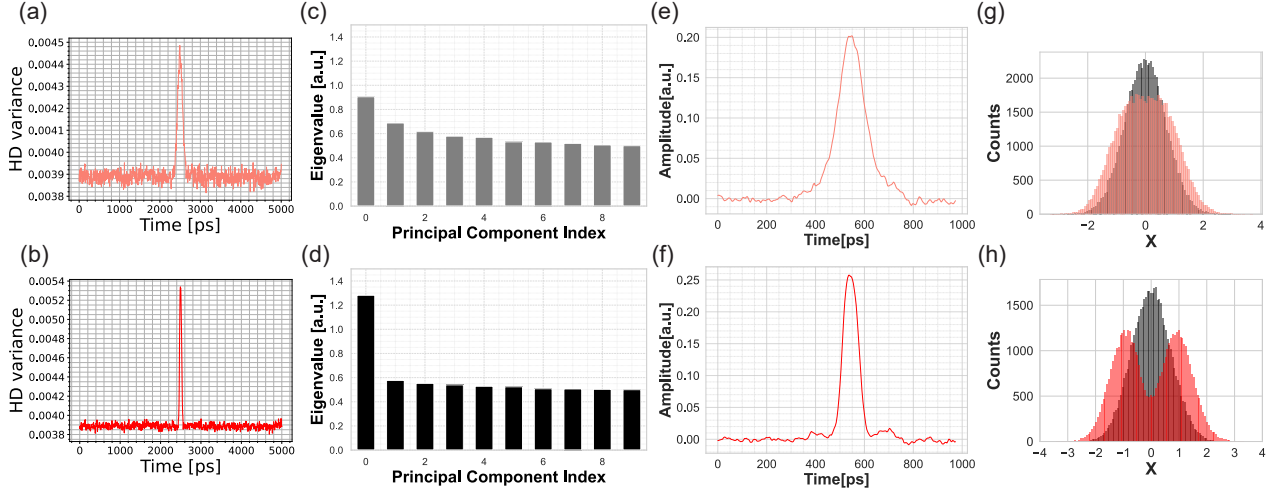 (a)
HD variance
0.0045
0.0044
0.0043
0.0042
0.0041
0.0040
0.0039
0.0038
0 1000 2000 3000 4000 5000
Time [ps]
(c)
Eigenvalue [a.u.]
1.4
1.2
1.0
0.8
0.6
0.4
0.2
0.0
0 2 4 6 8
Principal Component Index
(e)
Amplitude[a.u.]
0.20
0.15
0.10
0.05
0.00
0 200 400 600 800 1000
Time[ps]
(g)
Counts
2000
1500
1000
500
0
−2 0 2 4
X
(b)
HD variance
0.0054
0.0052
0.0050
0.0048
0.0046
0.0044
0.0042
0.0040
0.0038
0 1000 2000 3000 4000 5000
Time [ps]
(d)
Eigenvalue [a.u.]
1.4
1.2
1.0
0.8
0.6
0.4
0.2
0.0
0 2 4 6 8
Principal Component Index
(f)
Amplitude[a.u.]
0.25
0.20
0.15
0.10
0.05
0.00
0 200 400 600 800 1000
Time[ps]
(h)
Counts
1500
1000
500
0
−4 −3 −2 −1 0 1 2 3 4
X